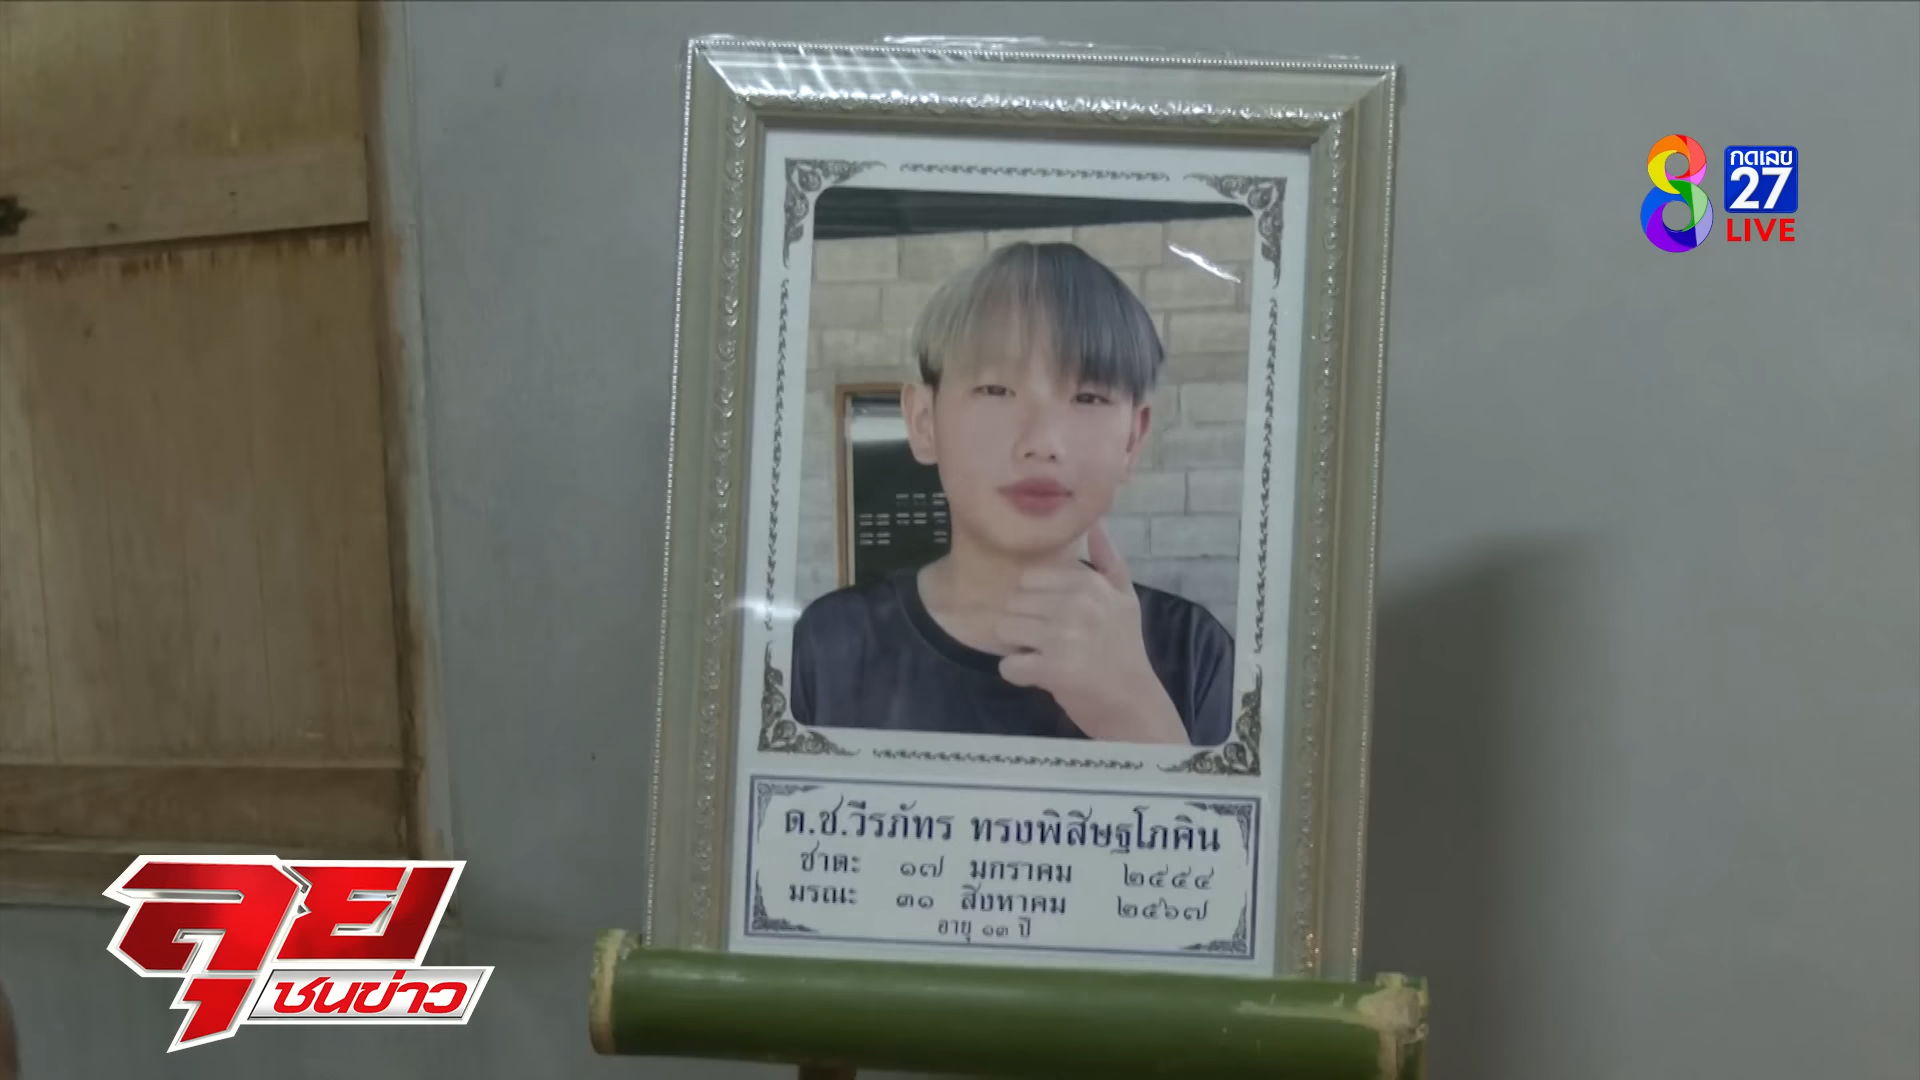 กดเลข
27
LIVE
ด.ช.วีรภัทร ทรงพิสิษฐโภคิน
ชาตะ ๑๗ มกราคม ๒๕๕๔
มรณะ ๓๑ สิงหาคม ๒๕๖๗
อายุ ๑๓ ปี
ลุย
ชนข่าว